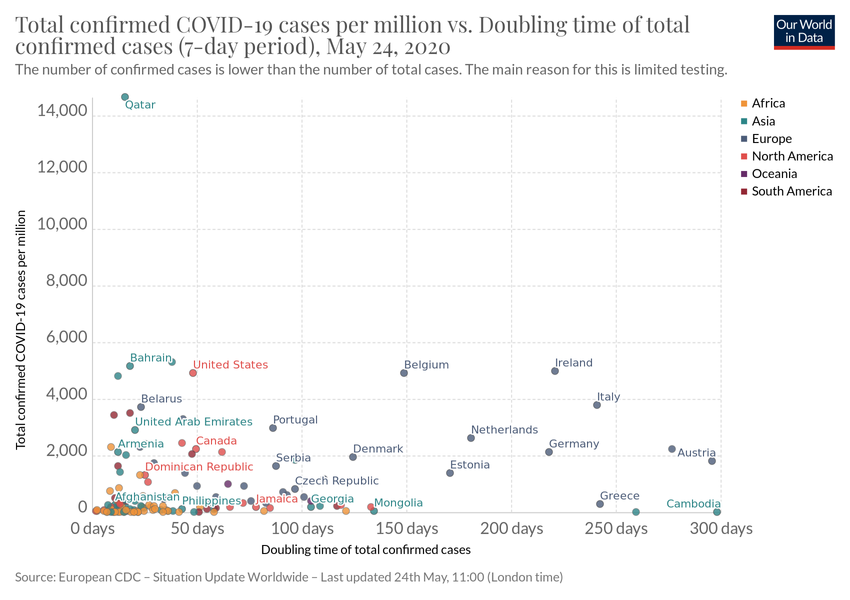 Total confirmed COVID-19 cases per million vs. Doubling time of total
confirmed cases (7-day period), May 24, 2020
Our World
in Data
The number of confirmed cases is lower than the number of total cases. The main reason for this is limited testing.
Total confirmed COVID-19 cases per million
14,000
12,000
10,000
8,000
6,000
4,000
2,000
0
Qatar
Bahrain
United States
Belgium
Ireland
Belarus
Italy
United Arab Emirates
Portugal
Netherlands
Armenia
Canada
Germany
Denmark
Austria
Serbia
Dominican Republic
Estonia
Czech Republic
Afghanistan
Philippines
Jamaica
Georgia
Mongolia
Greece
Cambodia
0 days
50 days
100 days
150 days
200 days
250 days
300 days
Doubling time of total confirmed cases
Africa
Asia
Europe
North America
Oceania
South America
Source: European CDC – Situation Update Worldwide – Last updated 24th May, 11:00 (London time)